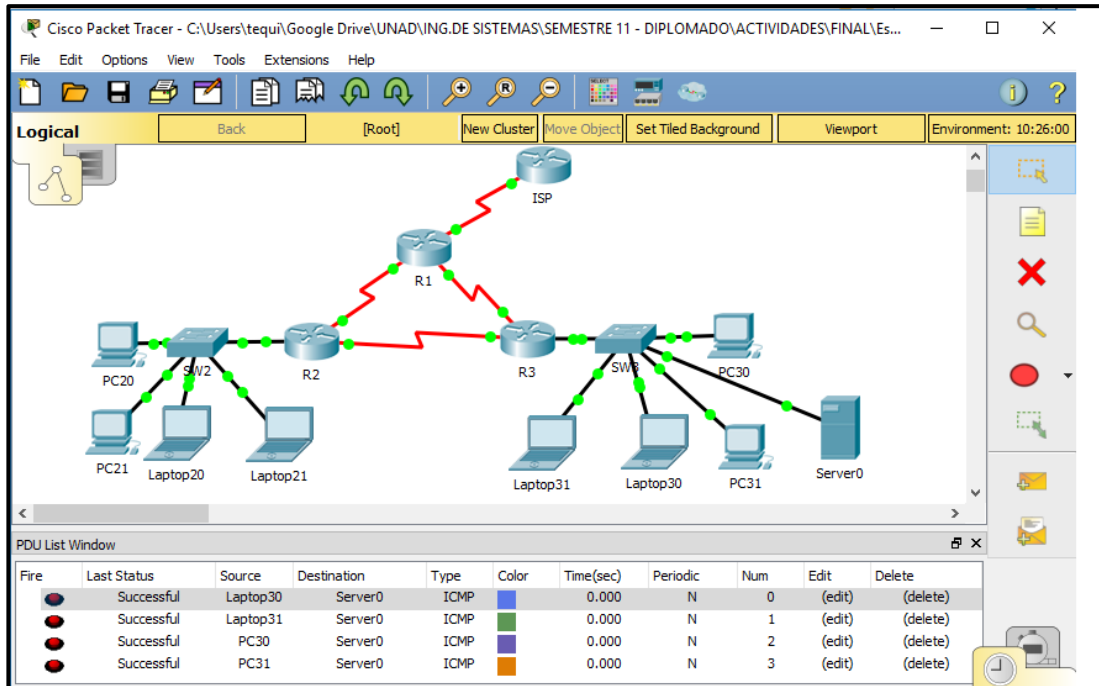 Cisco Packet Tracer - C:\Users\tequi\Google Drive\UNAD\ING.DE SISTEMAS\SEMESTRE 11 - DIPLOMADO\ACTIVIDADES\FINAL\Es...
File Edit Options View Tools Extensions Help
Logical Back [Root] New Cluster Move Object Set Tiled Background Viewport Environment: 10:26:00
ISP
R1
PC20 SW2 R2 R3 SW3 PC30
PC21 Laptop20 Laptop21 Laptop31 Laptop30 PC31 Server0
PDU List Window
Fire Last Status Source Destination Type Color Time(sec) Periodic Num Edit Delete
Successful Laptop30 Server0 ICMP 0.000 N 0 (edit) (delete)
Successful Laptop31 Server0 ICMP 0.000 N 1 (edit) (delete)
Successful PC30 Server0 ICMP 0.000 N 2 (edit) (delete)
Successful PC31 Server0 ICMP 0.000 N 3 (edit) (delete)